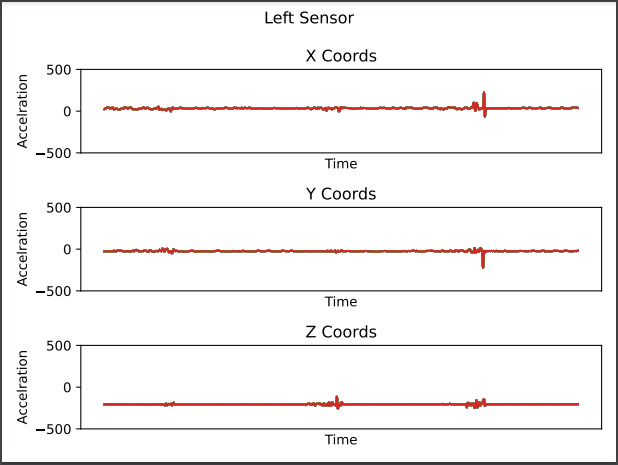 Left Sensor
X Coords
500
0
−500
Accelration
Time
Y Coords
500
0
−500
Accelration
Time
Z Coords
500
0
−500
Accelration
Time